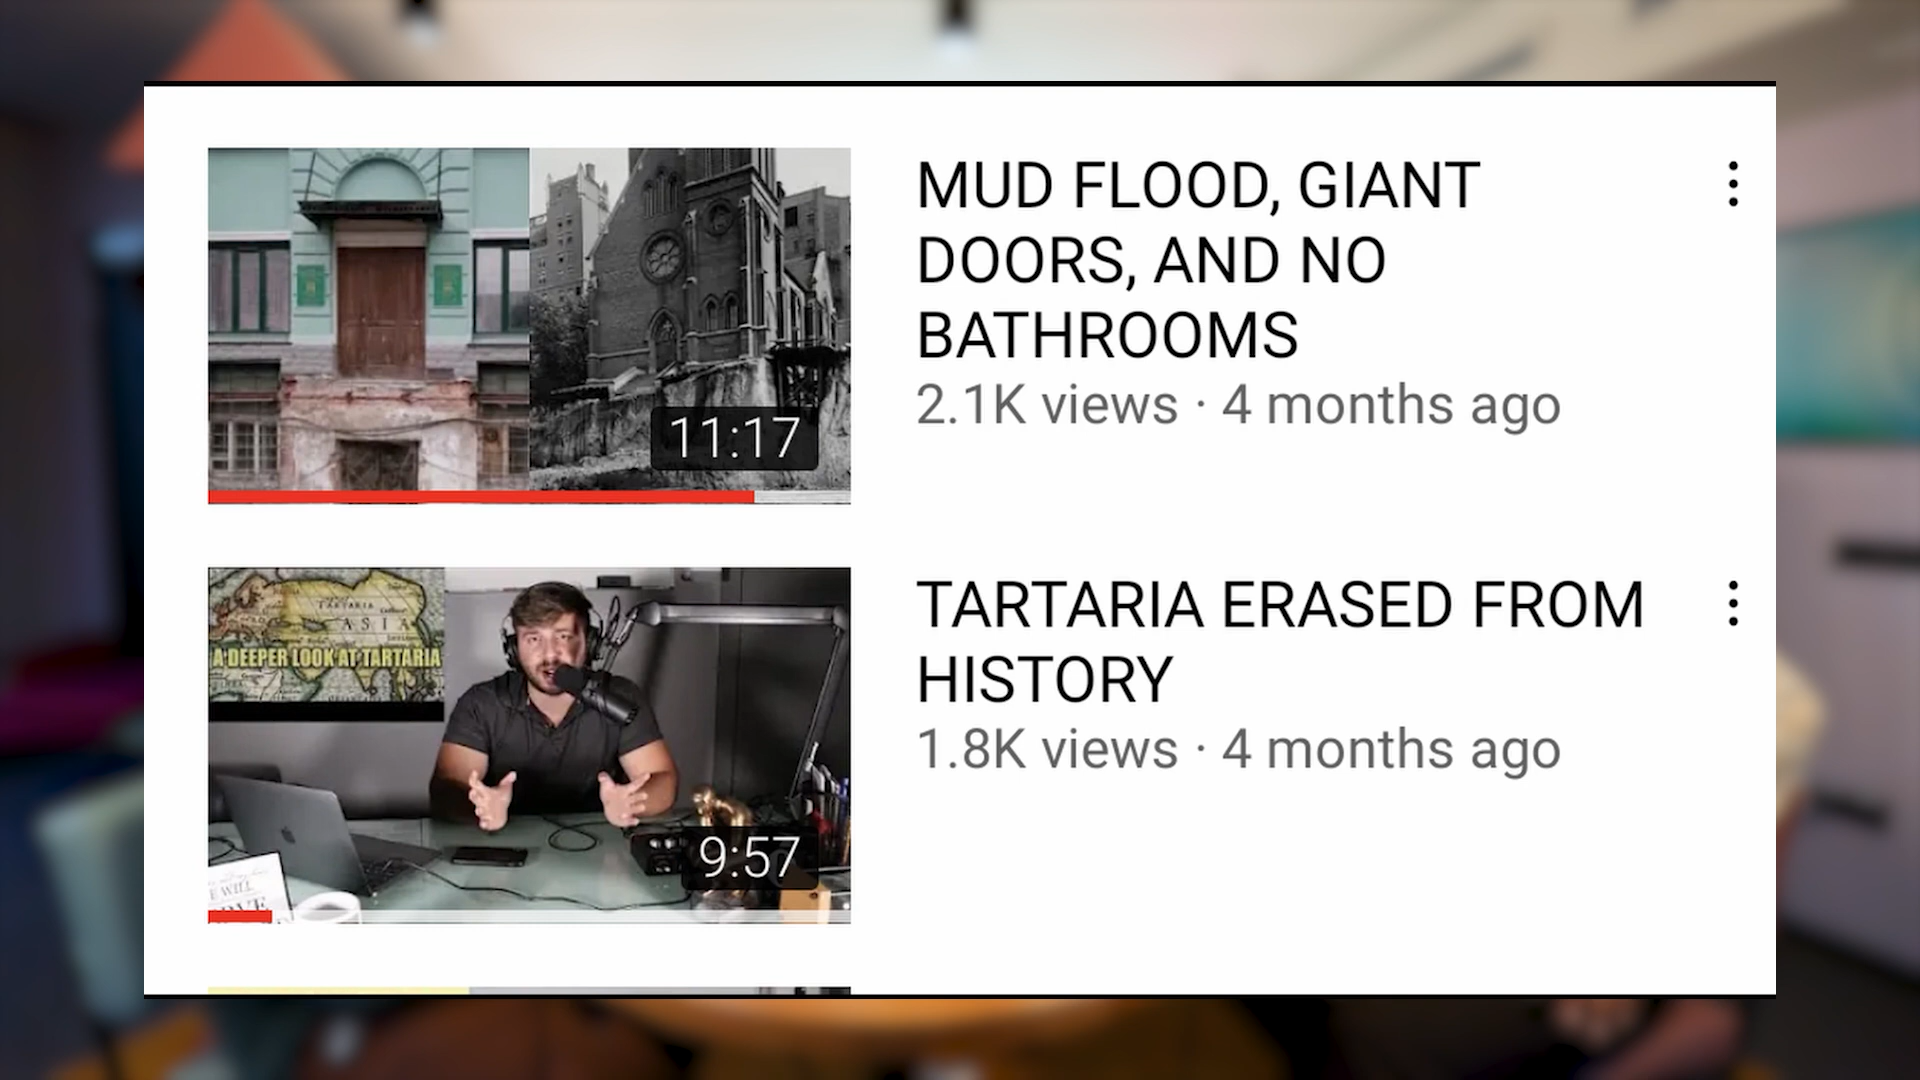 MUD FLOOD, GIANT
DOORS, AND NO
BATHROOMS
2.1K views · 4 months ago
11:17
TARTARIA ERASED FROM
HISTORY
1.8K views · 4 months ago
TARTARIA
ASIA
A DEEPER LOOK AT TARTARIA
9:57
E WILL